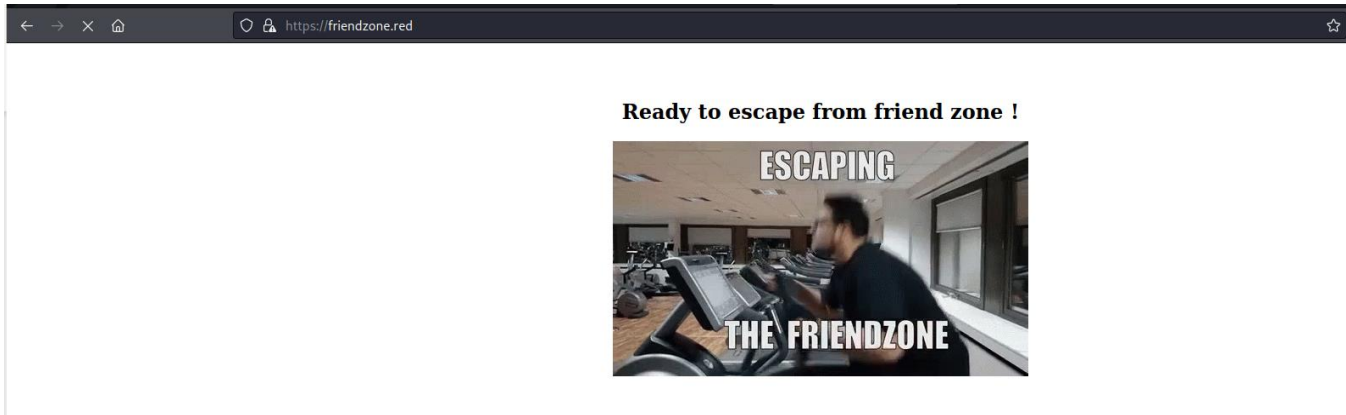 https://friendzone.red
Ready to escape from friend zone !
ESCAPING
THE FRIENDZONE